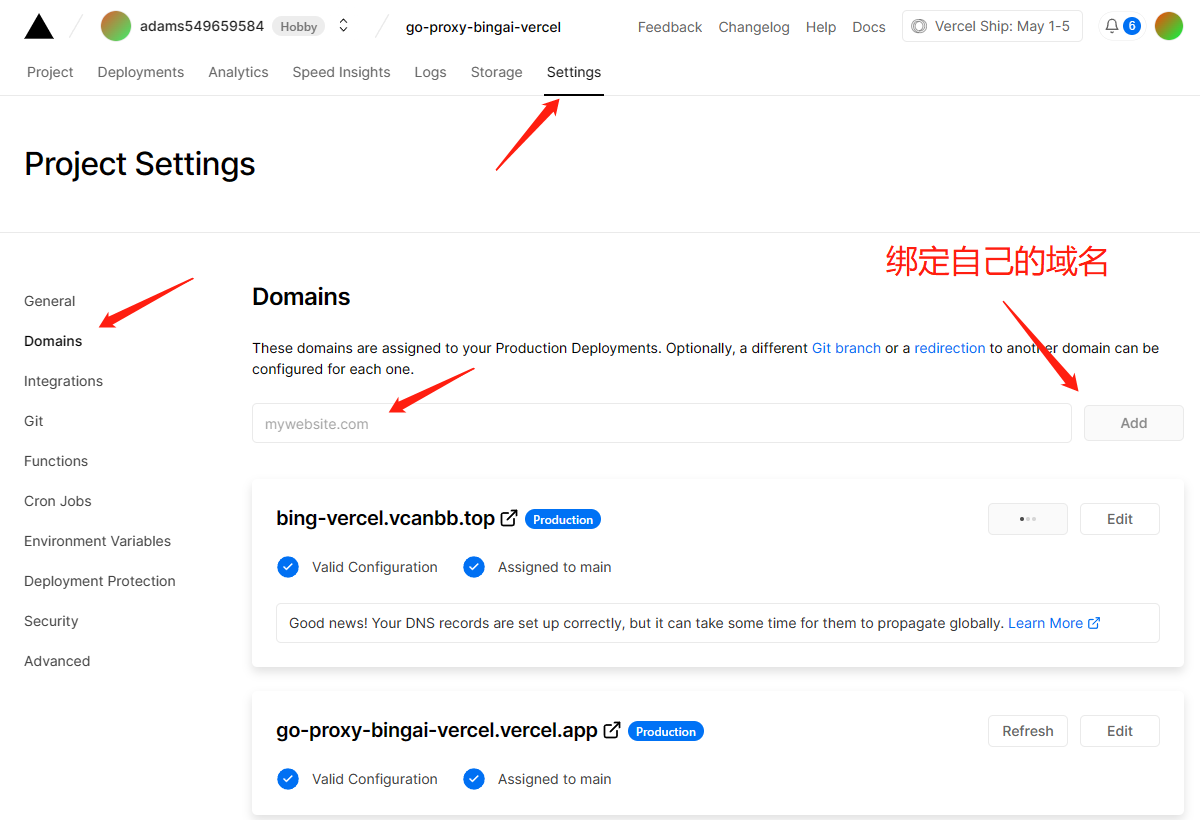 adams549659584 Hobby go-proxy-bingai-vercel Feedback Changelog Help Docs Vercel Ship: May 1-5 6
Project Deployments Analytics Speed Insights Logs Storage Settings
Project Settings
绑定自己的域名
General
Domains
Integrations
Git
Functions
Cron Jobs
Environment Variables
Deployment Protection
Security
Advanced
Domains
These domains are assigned to your Production Deployments. Optionally, a different Git branch or a redirection to another domain can be
configured for each one.
mywebsite.com Add
bing-vercel.vcanbb.top Production Edit
Valid Configuration Assigned to main
Good news! Your DNS records are set up correctly, but it can take some time for them to propagate globally. Learn More
go-proxy-bingai-vercel.vercel.app Production Refresh Edit
Valid Configuration Assigned to main